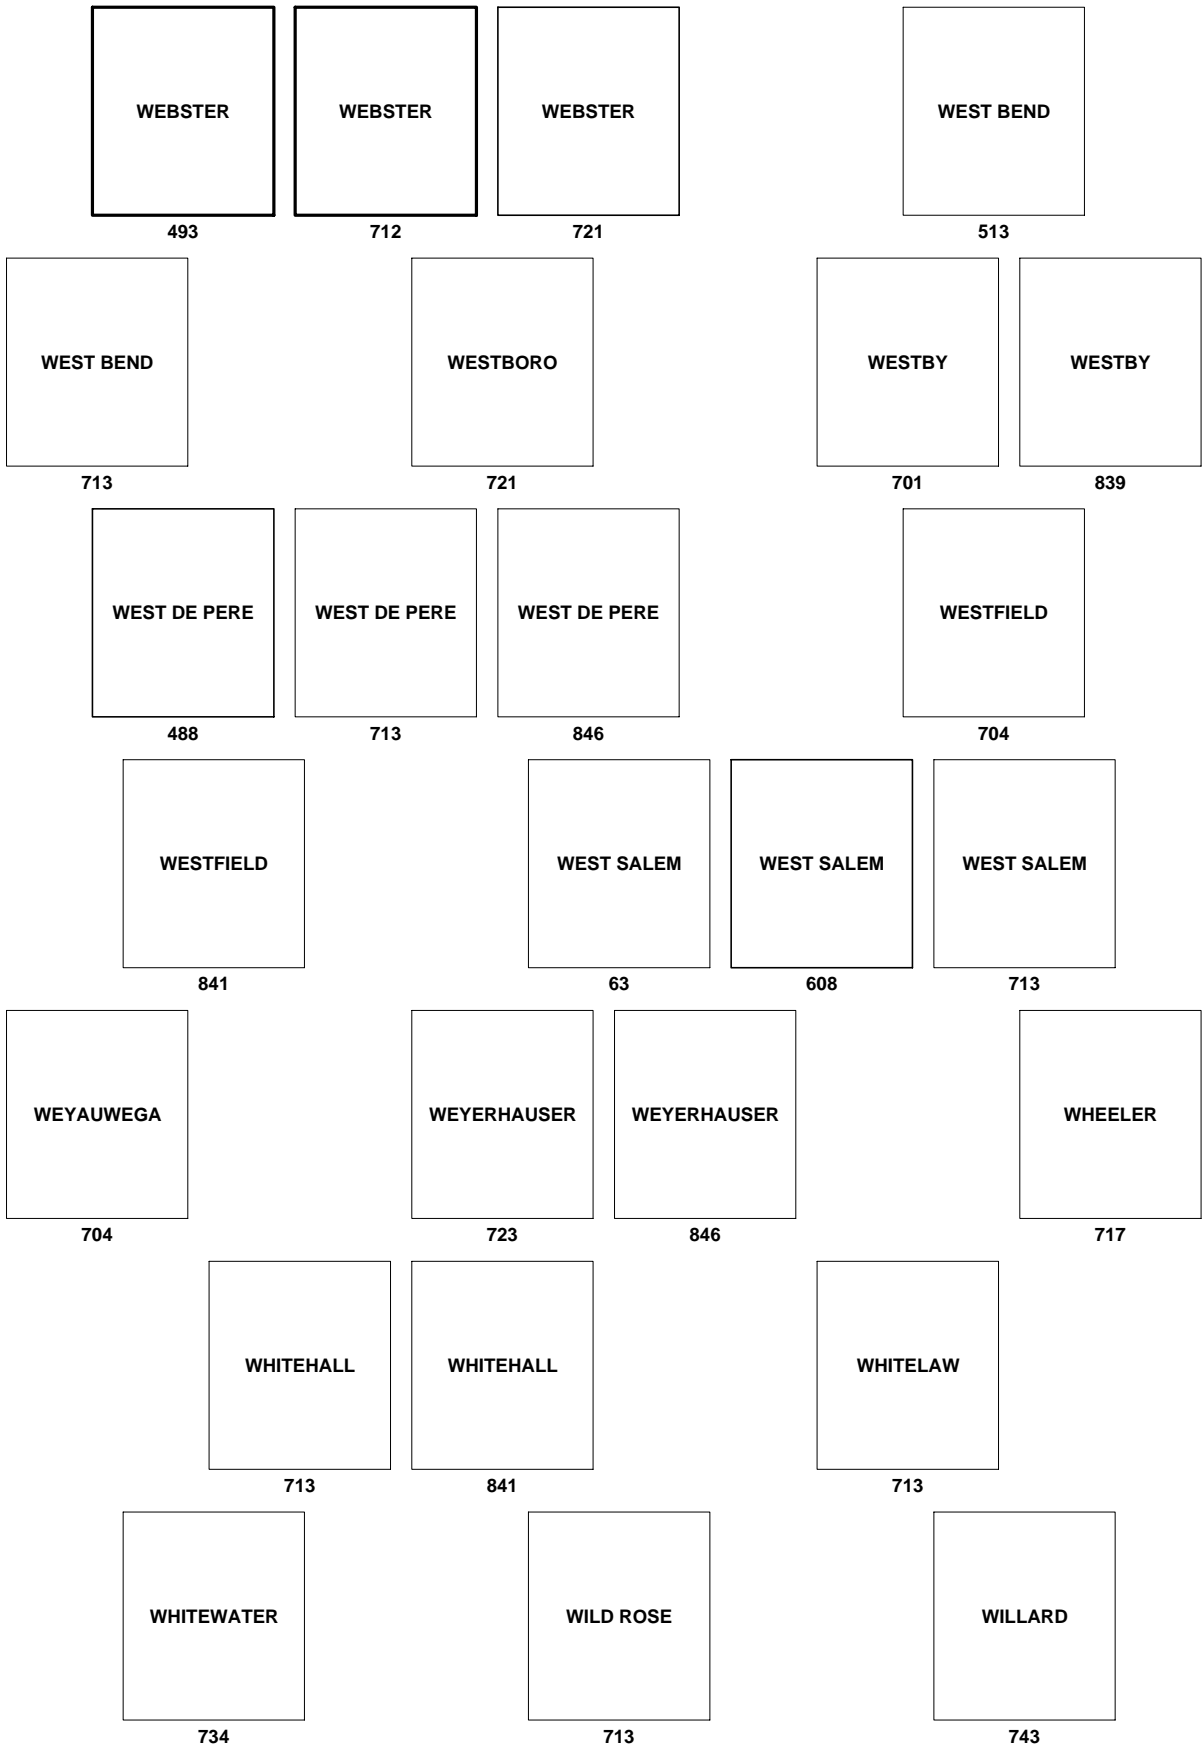 WEBSTER WEBSTER WEBSTER WEST BEND
493 712 721 513
WEST BEND WESTBORO WESTBY WESTBY
713 721 701 839
WEST DE PERE WEST DE PERE WEST DE PERE WESTFIELD
488 713 846 704
WESTFIELD WEST SALEM WEST SALEM WEST SALEM
841 63 608 713
WEYAUWEGA WEYERHAUSER WEYERHAUSER WHEELER
704 723 846 717
WHITEHALL WHITEHALL WHITELAW
713 841 713
WHITEWATER WILD ROSE WILLARD
734 713 743